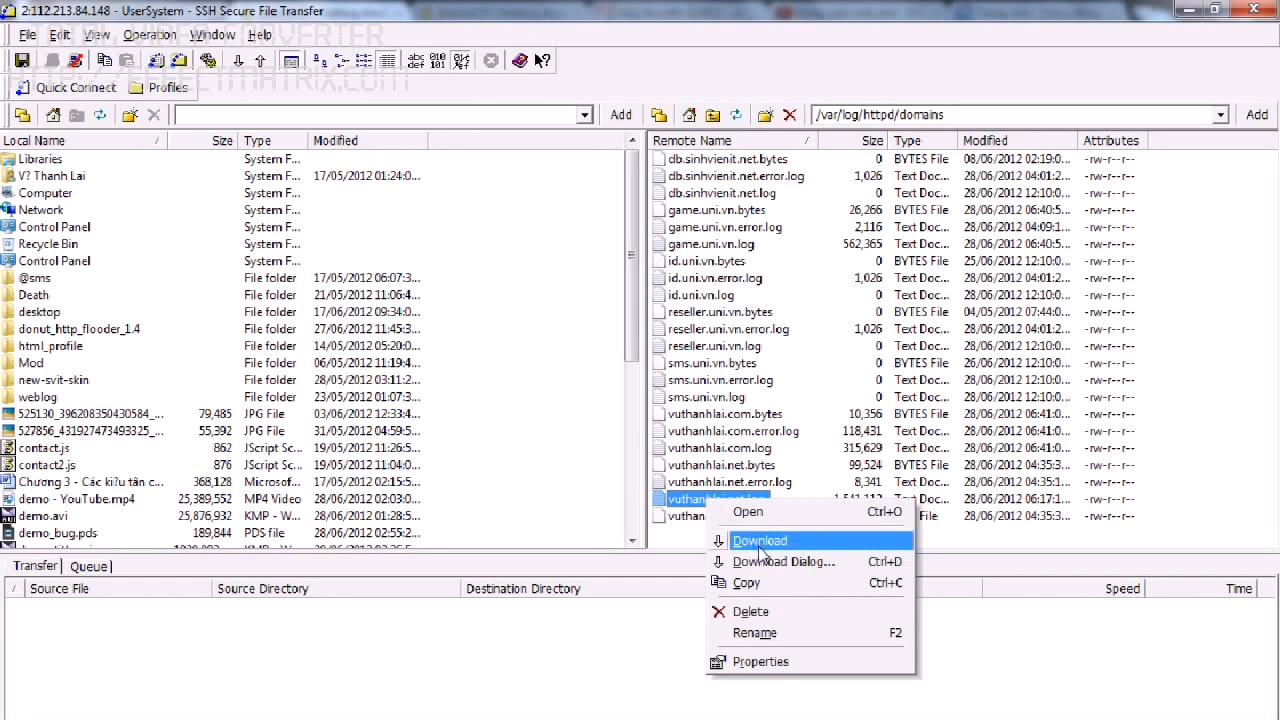 2:112.213.84.148 - UserSystem - SSH Secure File Transfer
TOTAL VIDEO CONVERTER
HTTP://EFFECTMATRIX.COM
File Edit View Operation Window Help
Quick Connect Profiles
Add /var/log/httpd/domains Add
Local Name / Size Type Modified
Libraries System F...
V? Thanh Lai System F... 17/05/2012 01:24:0...
Computer System F...
Network System F...
Control Panel System F...
Recycle Bin System F...
Control Panel System F...
@sms File folder 17/05/2012 06:07:3...
Death File folder 21/05/2012 11:06:4...
desktop File folder 17/06/2012 09:34:0...
donut_http_flooder_1.4 File folder 27/06/2012 11:45:3...
html_profile File folder 14/05/2012 05:20:0...
Mod File folder 06/05/2012 11:19:4...
new-svit-skin File folder 28/05/2012 03:11:2...
weblog File folder 23/05/2012 01:07:3...
525130_396208350430584_... 79,485 JPG File 03/06/2012 12:33:4...
527856_431927473493325_... 55,392 JPG File 31/05/2012 04:59:5...
contact.js 862 JScript Sc... 19/05/2012 11:26:5...
contact2.js 876 JScript Sc... 19/05/2012 11:04:0...
Chương 3 - Các ki?u tân c... 368,128 Microsof... 17/05/2012 02:15:5...
demo - YouTube.mp4 25,389,552 MP4 Video 28/06/2012 02:03:0...
demo.avi 25,876,936 KMP - W... 28/06/2012 01:28:5...
demo_bug.pds 189,844 PDS file 28/06/2012 02:55:2...
Remote Name / Size Type Modified Attributes
db.sinhvienit.net.bytes 0 BYTES File 08/06/2012 02:19:0... -rw-r--r--
db.sinhvienit.net.error.log 1,026 Text Doc... 28/06/2012 04:01:2... -rw-r--r--
db.sinhvienit.net.log 0 Text Doc... 28/06/2012 12:10:0... -rw-r--r--
game.uni.vn.bytes 26,266 BYTES File 28/06/2012 06:40:5... -rw-r--r--
game.uni.vn.error.log 2,116 Text Doc... 28/06/2012 04:09:1... -rw-r--r--
game.uni.vn.log 562,365 Text Doc... 28/06/2012 06:40:5... -rw-r--r--
id.uni.vn.bytes 0 BYTES File 25/06/2012 12:10:0... -rw-r--r--
id.uni.vn.error.log 1,026 Text Doc... 28/06/2012 04:01:2... -rw-r--r--
id.uni.vn.log 0 Text Doc... 28/06/2012 12:10:0... -rw-r--r--
reseller.uni.vn.bytes 0 BYTES File 04/05/2012 07:44:0... -rw-r--r--
reseller.uni.vn.error.log 1,026 Text Doc... 28/06/2012 04:01:2... -rw-r--r--
reseller.uni.vn.log 0 Text Doc... 28/06/2012 12:10:0... -rw-r--r--
sms.uni.vn.bytes 0 BYTES File 26/06/2012 12:10:0... -rw-r--r--
sms.uni.vn.error.log 0 Text Doc... 28/06/2012 12:10:0... -rw-r--r--
sms.uni.vn.log 0 Text Doc... 28/06/2012 12:10:0... -rw-r--r--
vuthanhlai.com.bytes 10,356 BYTES File 28/06/2012 06:41:0... -rw-r--r--
vuthanhlai.com.error.log 118,431 Text Doc... 28/06/2012 06:41:0... -rw-r--r--
vuthanhlai.com.log 315,629 Text Doc... 28/06/2012 06:41:0... -rw-r--r--
vuthanhlai.net.bytes 99,524 BYTES File 28/06/2012 04:35:3... -rw-r--r--
vuthanhlai.net.error.log 8,341 Text Doc... 28/06/2012 06:41:0... -rw-r--r--
Text Doc... 28/06/2012 06:17:1... -rw-r--r--
File 28/06/2012 04:35:3... -rw-r--r--
Open Ctrl+O
Download
Download Dialog... Ctrl+D
Copy Ctrl+C
Delete
Rename F2
Properties
Transfer Queue
/ Source File Source Directory Destination Directory Speed Time